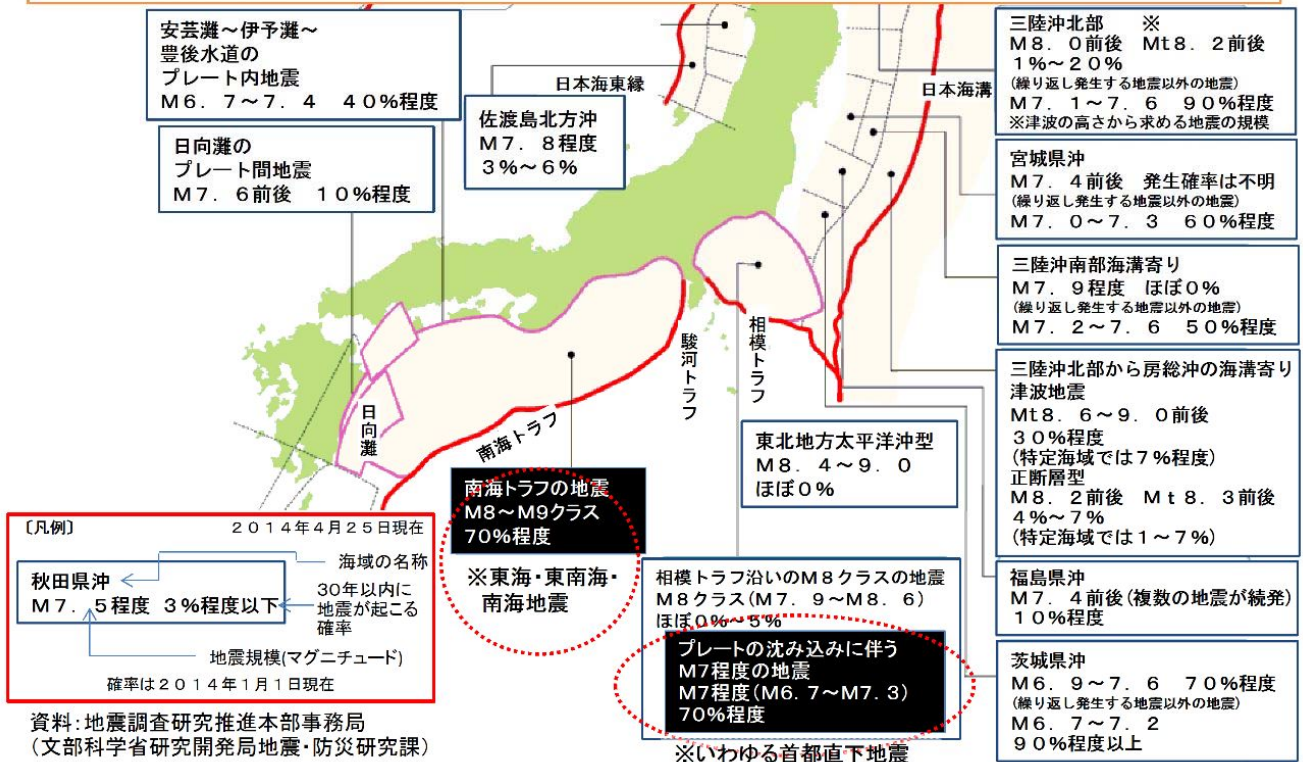 安芸灘～伊予灘～
豊後水道の
プレート内地震
M6．7～7．4　40%程度
日向灘の
プレート間地震
M7．6前後　10%程度
日本海東縁
佐渡島北方沖
M7．8程度
3%～6%
日本海溝
三陸沖北部　※
M8．0前後　Mt8．2前後
1%～20%
(繰り返し発生する地震以外の地震)
M7．1～7．6　90%程度
※津波の高さから求める地震の規模
宮城県沖
M7．4前後　発生確率は不明
(繰り返し発生する地震以外の地震)
M7．0～7．3　60%程度
三陸沖南部海溝寄り
M7．9程度　ほぼ0%
(繰り返し発生する地震以外の地震)
M7．2～7．6　50%程度
三陸沖北部から房総沖の海溝寄り
津波地震
Mt8．6～9．0前後
30%程度
(特定海域では7%程度)
正断層型
M8．2前後　Mt8．3前後
4%～7%
(特定海域では1～7%)
福島県沖
M7．4前後(複数の地震が続発)
10%程度
茨城県沖
M6．9～7．6　70%程度
(繰り返し発生する地震以外の地震)
M6．7～7．2
90%程度以上
日向灘
南海トラフ
駿河トラフ
相模トラフ
東北地方太平洋沖型
M8．4～9．0
ほぼ0%
南海トラフの地震
M8～M9クラス
70%程度
※東海・東南海・
南海地震
相模トラフ沿いのM8クラスの地震
M8クラス(M7．9～M8．6)
ほぼ0%～5%
プレートの沈み込みに伴う
M7程度の地震
M7程度(M6．7～M7．3)
70%程度
※いわゆる首都直下地震
〔凡例〕　2014年4月25日現在
海域の名称
秋田県沖
M7．5程度　3%程度以下
30年以内に
地震が起こる
確率
地震規模(マグニチュード)
確率は2014年1月1日現在
資料：地震調査研究推進本部事務局
（文部科学省研究開発局地震・防災研究課）